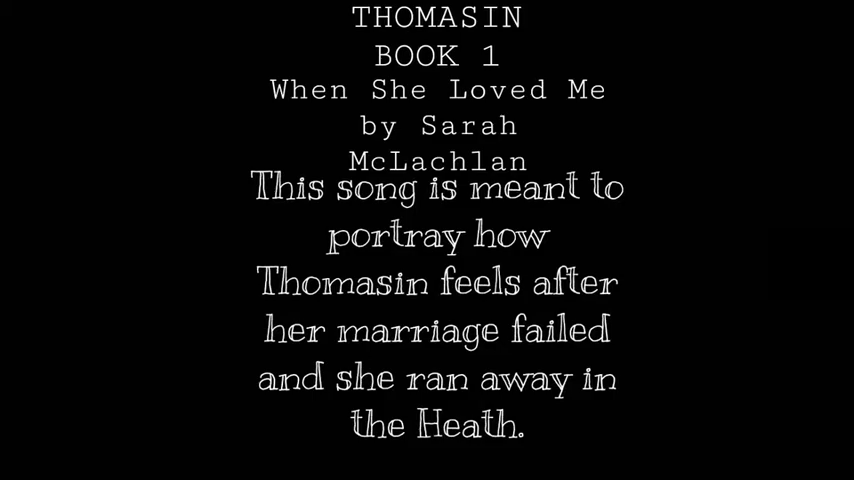 THOMASIN
BOOK 1
When She Loved Me
by Sarah
McLachlan
This song is meant to
portray how
Thomasin feels after
her marriage failed
and she ran away in
the Heath.